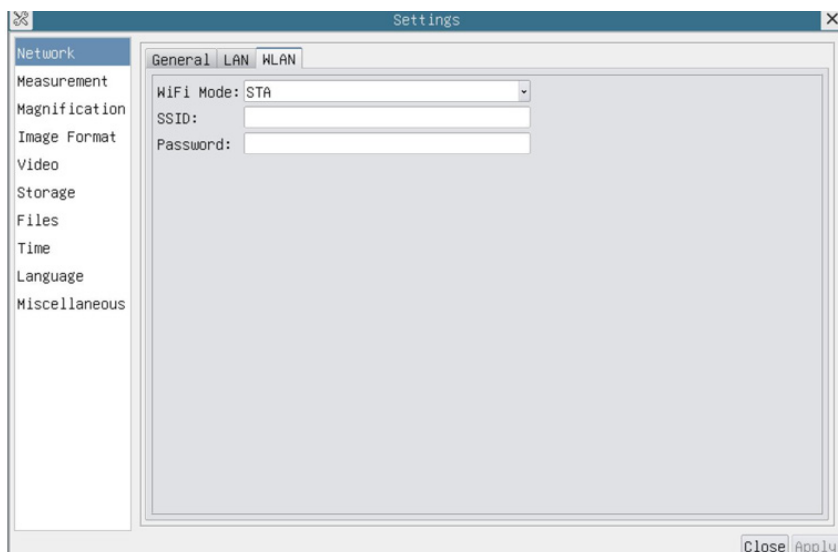 Settings
Network
Measurement
Magnification
Image Format
Video
Storage
Files
Time
Language
Miscellaneous
General LAN WLAN
WiFi Mode: STA
SSID:
Password:
Close Apply